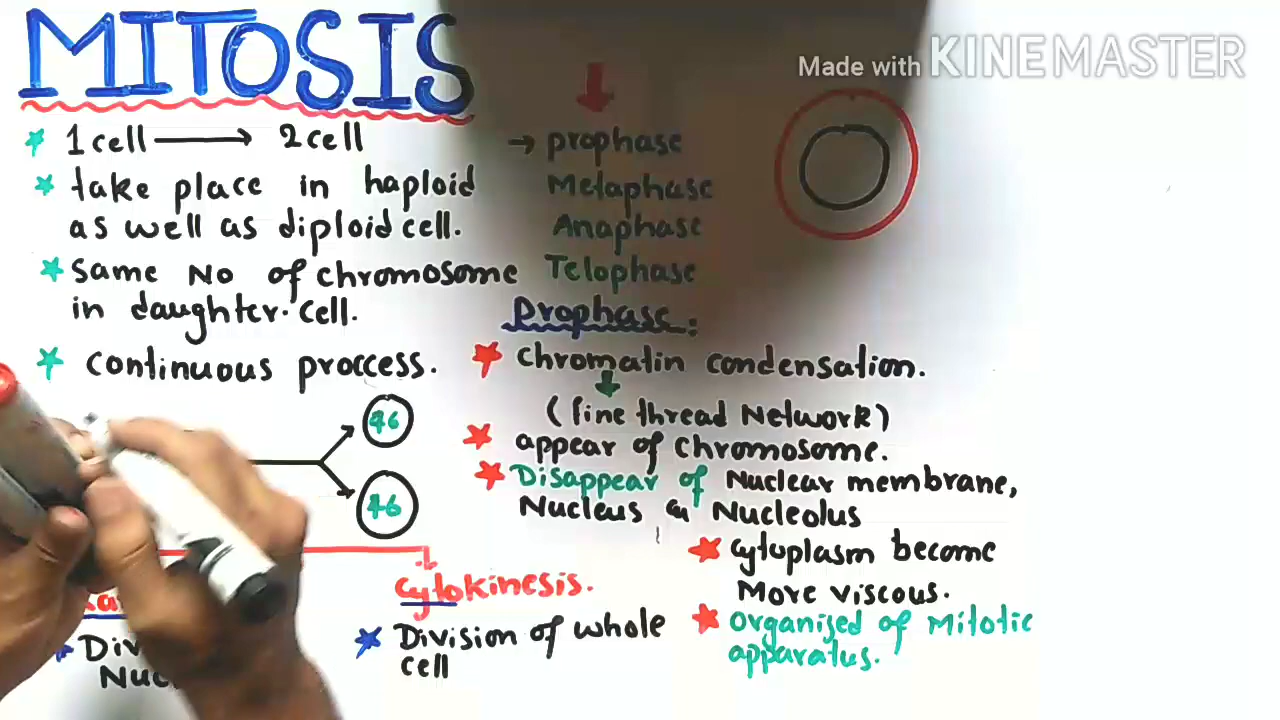 MITOSIS
Made with KINEMASTER
1 cell → 2 cell
take place in haploid
as well as diploid cell.
same No of chromosome
in daughter. cell.
continuous proccess.
46
46
Cytokinesis.
Division of whole
cell
→ prophase
Metaphase
Anaphase
Telophase
Prophase:
chromatin condensation.
(fine thread Network)
appear of chromosome.
Disappear of Nuclear membrane,
Nucleus Nucleolus
cytoplasm become
More viscous.
Organised of Mitotic
apparatus.